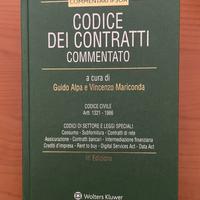 COMMENTARI IPSOA
CODICE
DEI CONTRATTI
COMMENTATO
a cura di
Guido Alpa e Vincenzo Mariconda
CODICE CIVILE
Artt. 1321 - 1986
CODICI DI SETTORE E LEGGI SPECIALI
Consumo - Subfornitura - Contratti di rete
Assicurazione - Contratti bancari - Intermediazione finanziaria
Credito d'impresa - Rent to buy - Digital Services Act - Data Act
Edizione
Wolters Kluwer